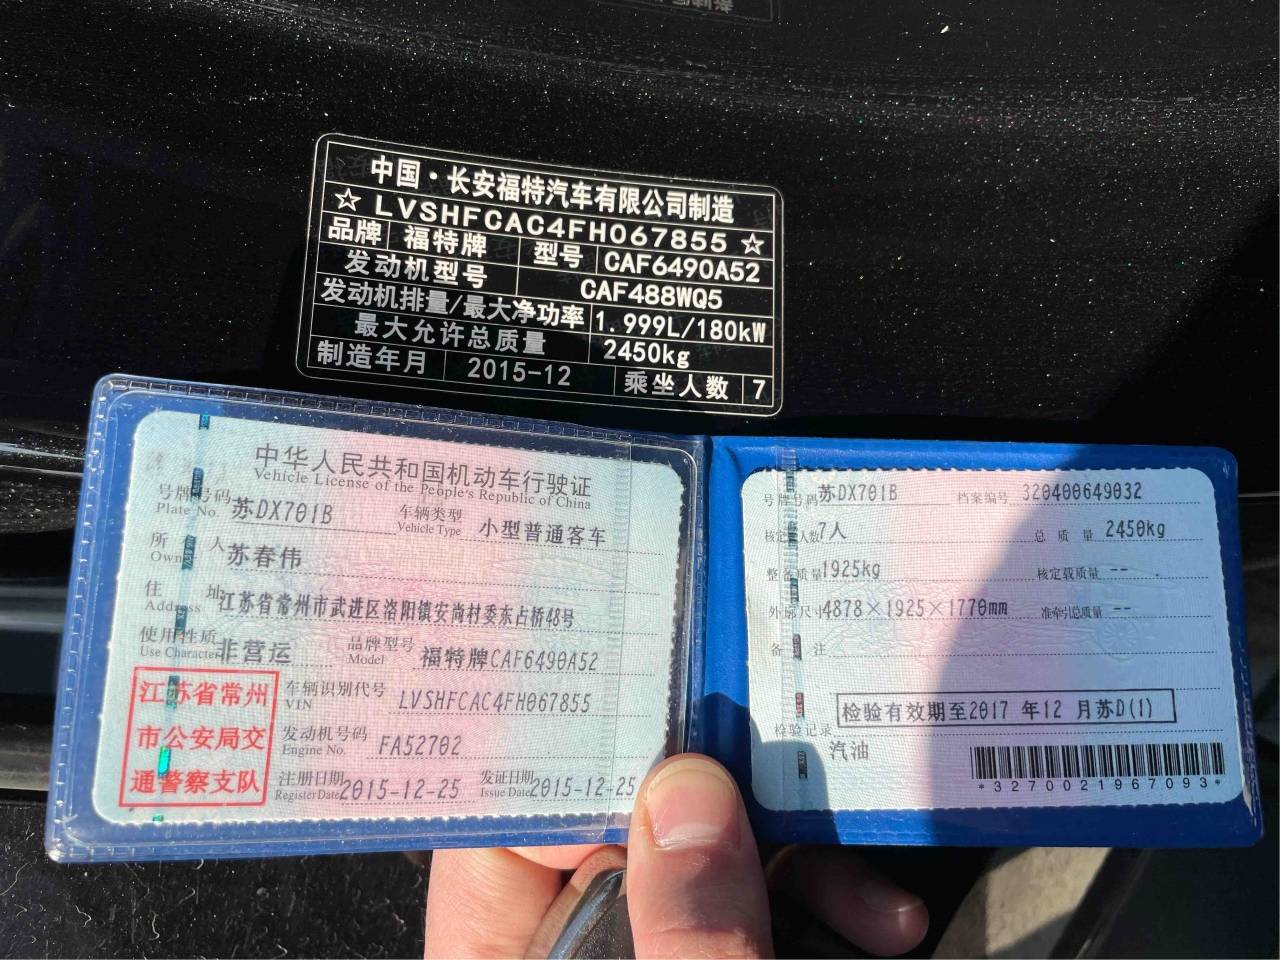 中国·长安福特汽车有限公司制造
☆ LVSHFCAC4FH067855 ☆
品牌 福特牌 型号 CAF6490A52
发动机型号 CAF488WQ5
发动机排量/最大净功率 1.999L/180kW
最大允许总质量 2450kg
制造年月 2015-12 乘坐人数 7
中华人民共和国机动车行驶证
Vehicle License of the People's Republic of China
号牌号码 苏DX701B 车辆类型 小型普通客车
Plate No. Vehicle Type
所有人 苏春伟
Owner
住址 江苏省常州市武进区洛阳镇安尚村委东占桥48号
Address
使用性质 非营运 品牌型号 福特牌CAF6490A52
Use Character Model
江苏省常州
市公安局交
通警察支队
车辆识别代号 LVSHFCAC4FH067855
VIN
发动机号码 FA52702
Engine No.
注册日期 2015-12-25 发证日期 2015-12-25
Register Date Issue Date
号牌号码 苏DX701B 档案编号 320400649032
核定人数 7人 总质量 2450kg
整备质量 1925kg 核定载质量 --
外廓尺寸 4878×1925×1770mm 准牵引总质量 --
备注
检验有效期至2017 年12 月苏D(1)
检验记录
汽油
*3270021967093*